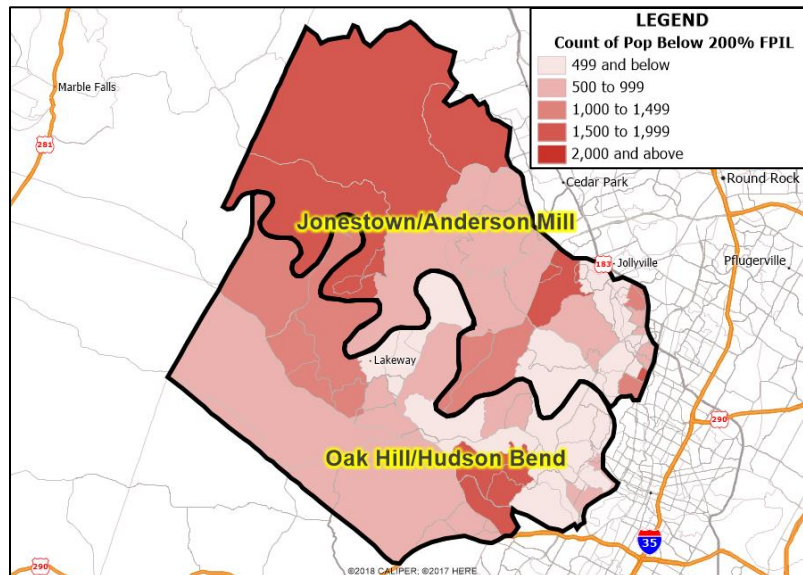 LEGEND
Count of Pop Below 200% FPIL
499 and below
500 to 999
1,000 to 1,499
1,500 to 1,999
2,000 and above
Marble Falls
281
Cedar Park
Round Rock
Jonestown/Anderson Mill
183
Jollyville
Pflugerville
Lakeway
290
Oak Hill/Hudson Bend
35
290
©2018 CALIPER; ©2017 HERE